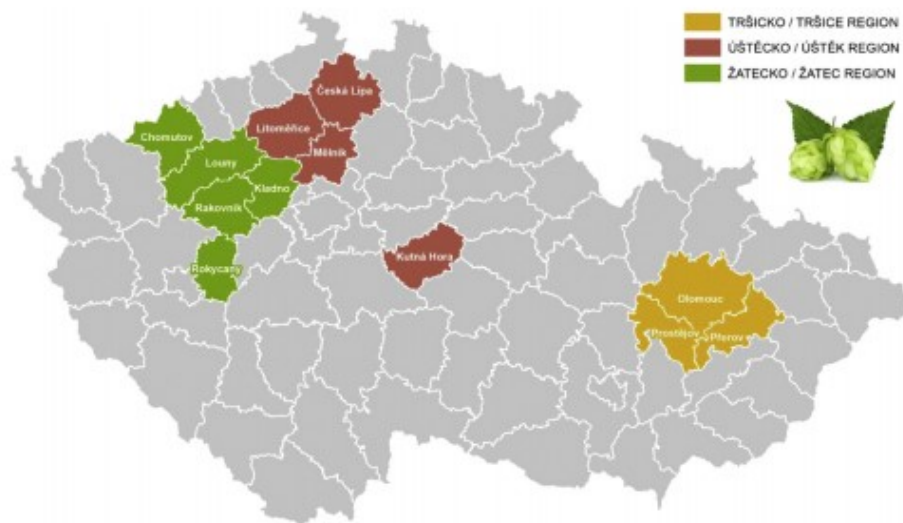 TRŠICKO / TRŠICE REGION
ÚŠTĚCKO / ÚŠTĚK REGION
ŽATECKO / ŽATEC REGION
Česká Lípa
Litoměřice
Chomutov
Mělník
Louny
Kladno
Rakovník
Kutná Hora
Rokycany
Olomouc
Prostějov
Přerov